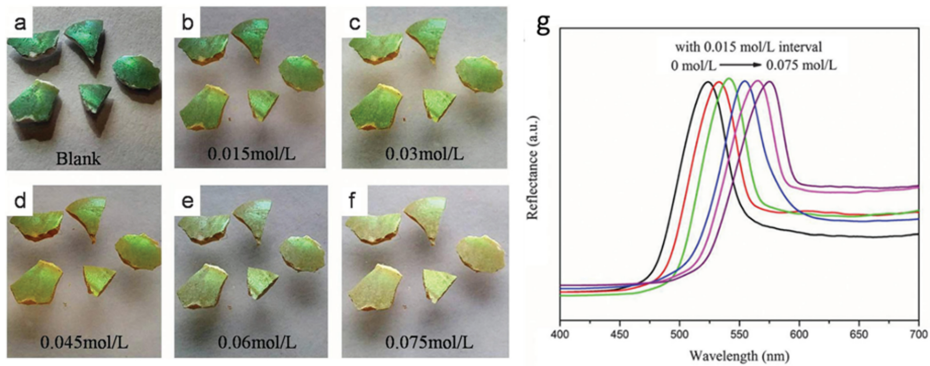 a
Blank
b
0.015mol/L
c
0.03mol/L
d
0.045mol/L
e
0.06mol/L
f
0.075mol/L
g
with 0.015 mol/L interval
0 mol/L → 0.075 mol/L
Reflectance (a.u.)
400 450 500 550 600 650 700
Wavelength (nm)